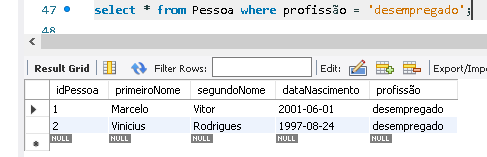 47 select * from Pessoa where profissão = 'desempregado';
48
Result Grid Filter Rows: Edit: Export/Impo
idPessoa primeiroNome segundoNome dataNascimento profissão
1 Marcelo Vitor 2001-06-01 desempregado
2 Vinicius Rodrigues 1997-08-24 desempregado
NULL NULL NULL NULL NULL